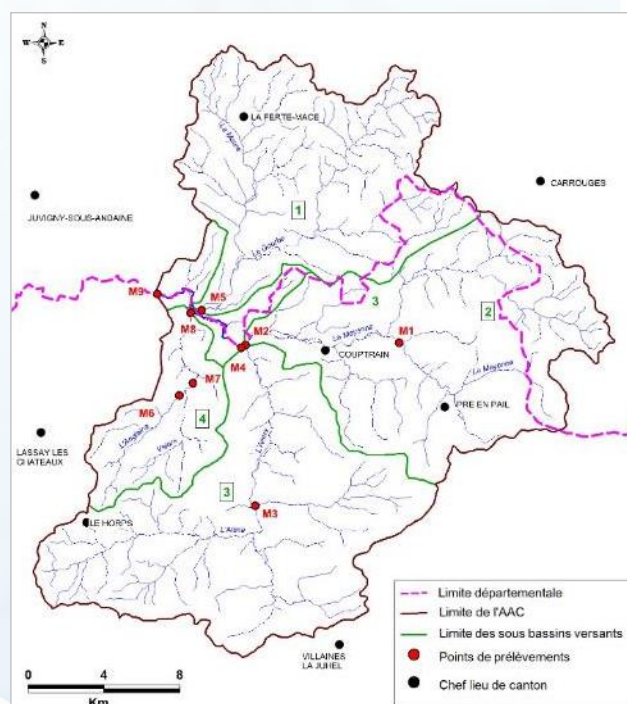 N
W E
S
LA FERTE-MACE
CARROUGES
JUVIGNY-SOUS-ANDAINE
1
La Gourbe
M9
M5
M8
3
2
M2
M1
La Mayenne
M4
COUPTRAIN
La Mayenne
M7
M6
PRE EN PAIL
4
LASSAY LES
CHATEAUX
L'Anglaine
3
M3
LE HORPS
L'Aisne
VILLAINES
LA JUHEL
0 4 8
Km
Limite départementale
Limite de l'AAC
Limite des sous bassins versants
Points de prélèvements
Chef lieu de canton